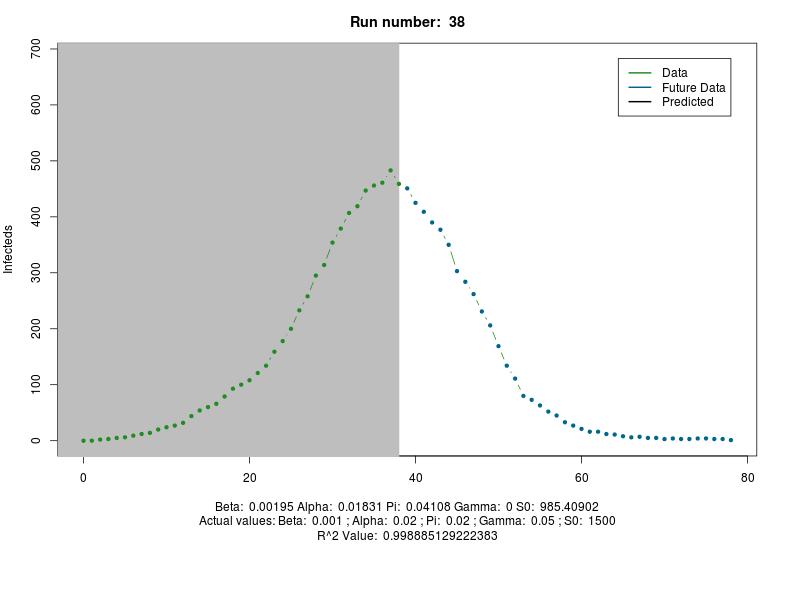 Run number: 38
700
600
500
400
300
200
100
0
Infecteds
Data
Future Data
Predicted
0 20 40 60 80
Beta: 0.00195 Alpha: 0.01831 Pi: 0.04108 Gamma: 0 S0: 985.40902
Actual values: Beta: 0.001 ; Alpha: 0.02 ; Pi: 0.02 ; Gamma: 0.05 ; S0: 1500
R^2 Value: 0.998885129222383